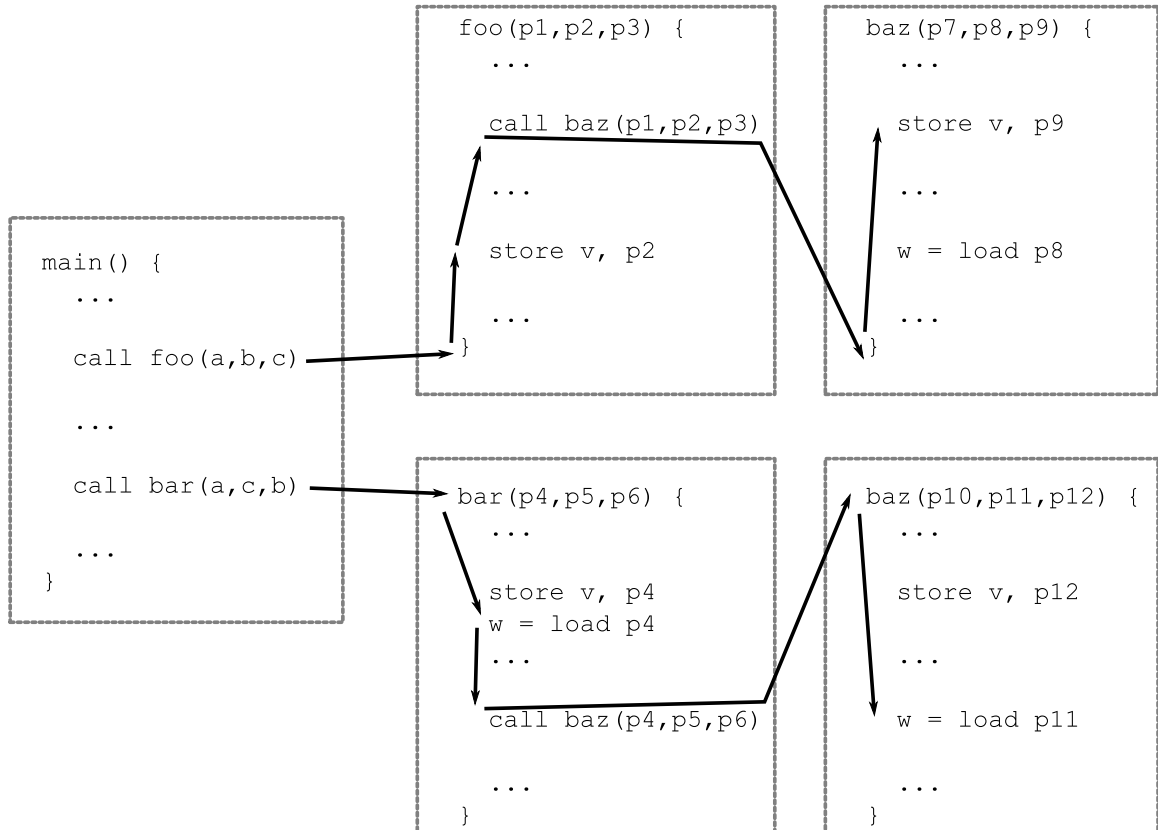 main() {
...
call foo(a,b,c)
...
call bar(a,c,b)
...
}
foo(p1,p2,p3) {
...
call baz(p1,p2,p3)
...
store v, p2
...
}
baz(p7,p8,p9) {
...
store v, p9
...
w = load p8
...
}
bar(p4,p5,p6) {
...
store v, p4
w = load p4
...
call baz(p4,p5,p6)
...
}
baz(p10,p11,p12) {
...
store v, p12
...
w = load p11
...
}